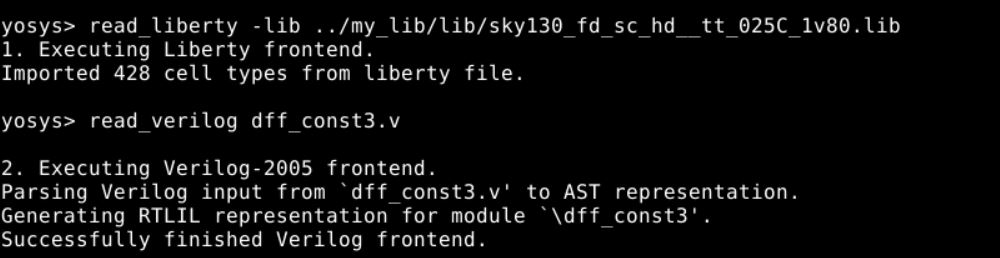 yosys> read_liberty -lib ../my_lib/lib/sky130_fd_sc_hd__tt_025C_1v80.lib
1. Executing Liberty frontend.
Imported 428 cell types from liberty file.
yosys> read_verilog dff_const3.v
2. Executing Verilog-2005 frontend.
Parsing Verilog input from `dff_const3.v' to AST representation.
Generating RTLIL representation for module `\dff_const3'.
Successfully finished Verilog frontend.